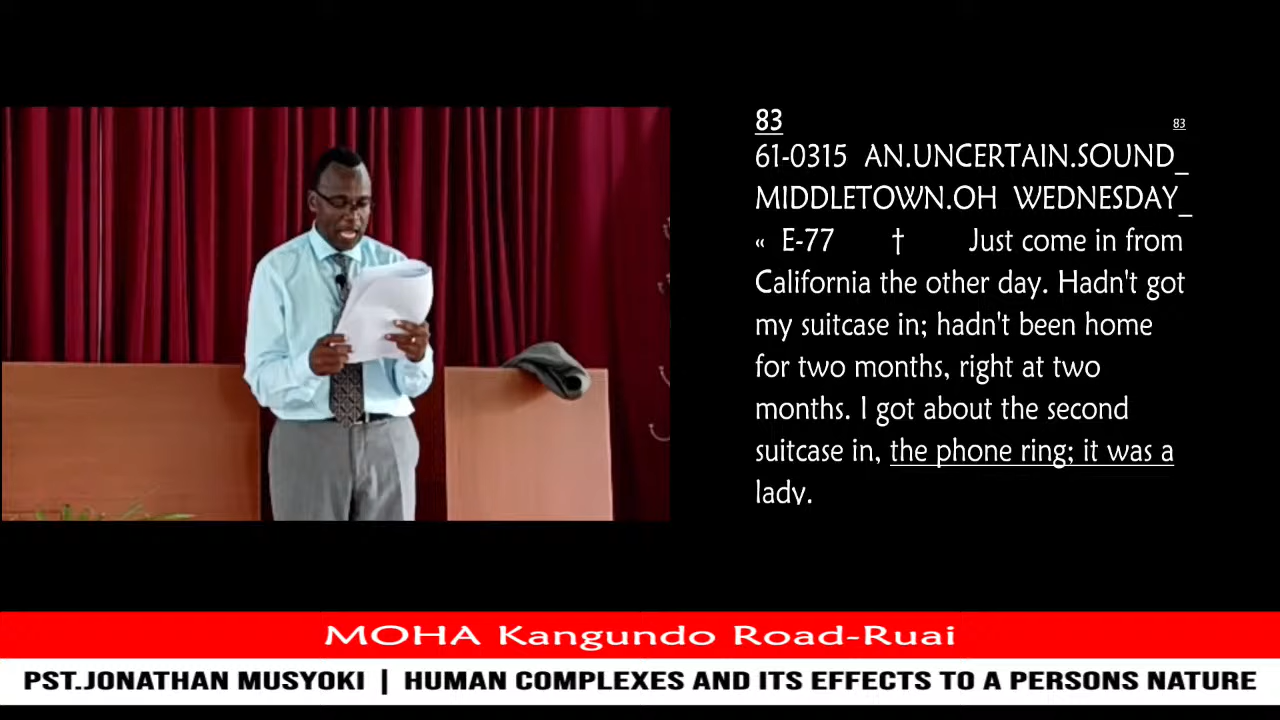 83
83
61-0315 AN.UNCERTAIN.SOUND_
MIDDLETOWN.OH WEDNESDAY_
« E-77 † Just come in from
California the other day. Hadn't got
my suitcase in; hadn't been home
for two months, right at two
months. I got about the second
suitcase in, the phone ring; it was a
lady.
MOHA Kangundo Road-Ruai
PST.JONATHAN MUSYOKI | HUMAN COMPLEXES AND ITS EFFECTS TO A PERSONS NATURE